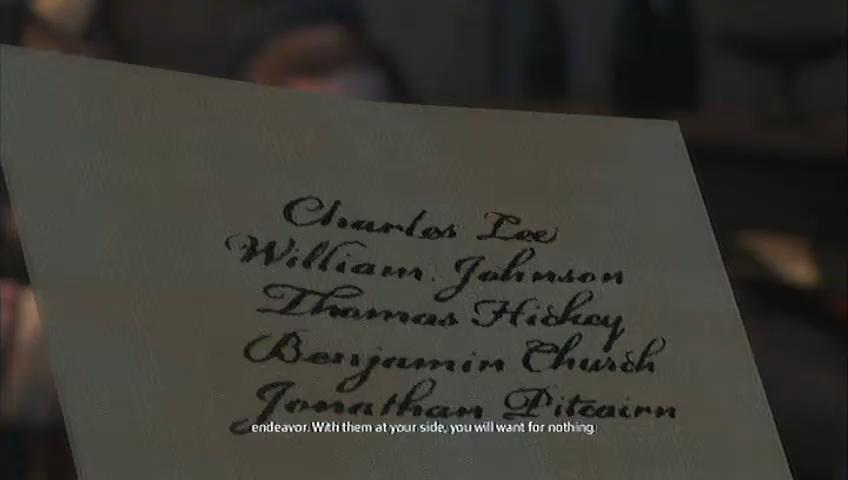 Charles Lee
William Johnson
Thomas Hickey
Benjamin Church
Jonathan Pitcairn
endeavor. With them at your side, you will want for nothing.